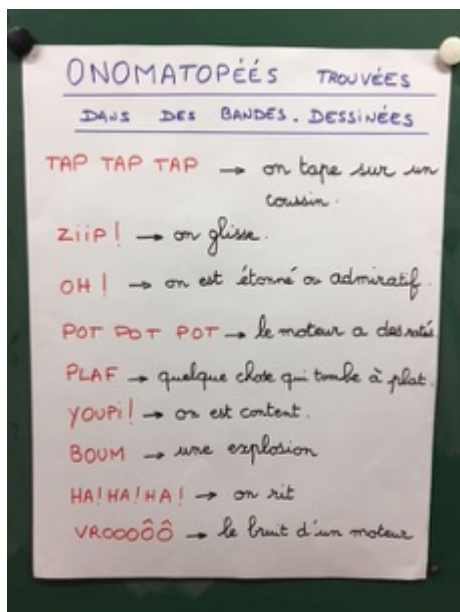 ONOMATOPÉÉS TROUVÉES
DANS DES BANDES.DESSINÉES
TAP TAP TAP → on tape sur un
coussin.
ZiiP! → on glisse.
OH! → on est étonné ou admiratif.
POT POT POT → le moteur a des ratés
PLAF → quelque chose qui tombe à plat.
YOUPi! → on est content.
BOUM → une explosion
HA!HA!HA! → on rit
VROOOÔÔ → le bruit d'un moteur